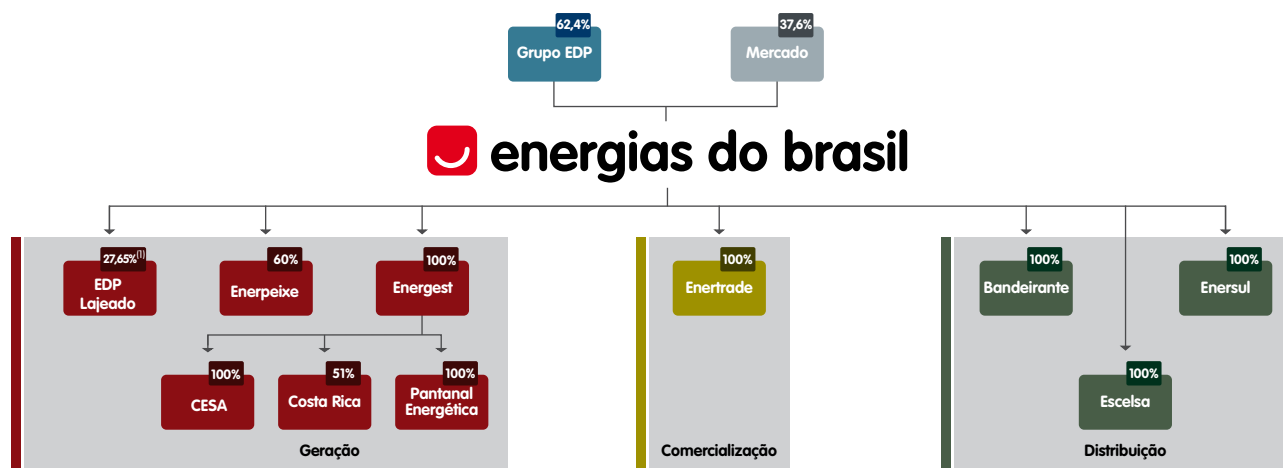 62,4%
Grupo EDP
37,6%
Mercado
energias do brasil
27,65%(1)
EDP
Lajeado
60%
Enerpeixe
100%
Energest
100%
Enertrade
100%
Bandeirante
100%
Enersul
100%
CESA
51%
Costa Rica
100%
Pantanal
Energética
100%
Escelsa
Geração
Comercialização
Distribuição